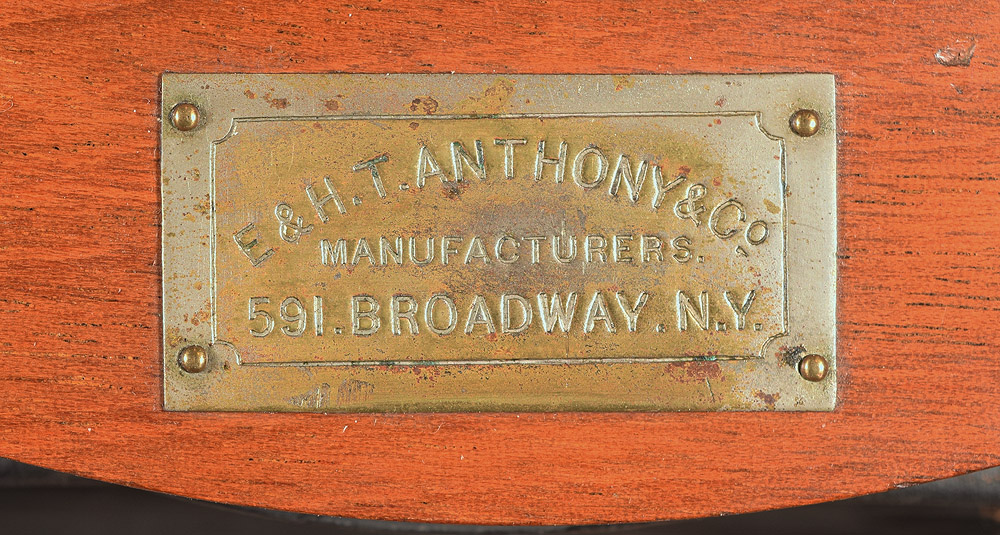 E & H. T. ANTHONY & Co,
MANUFACTURERS.
591. BROADWAY. N.Y.